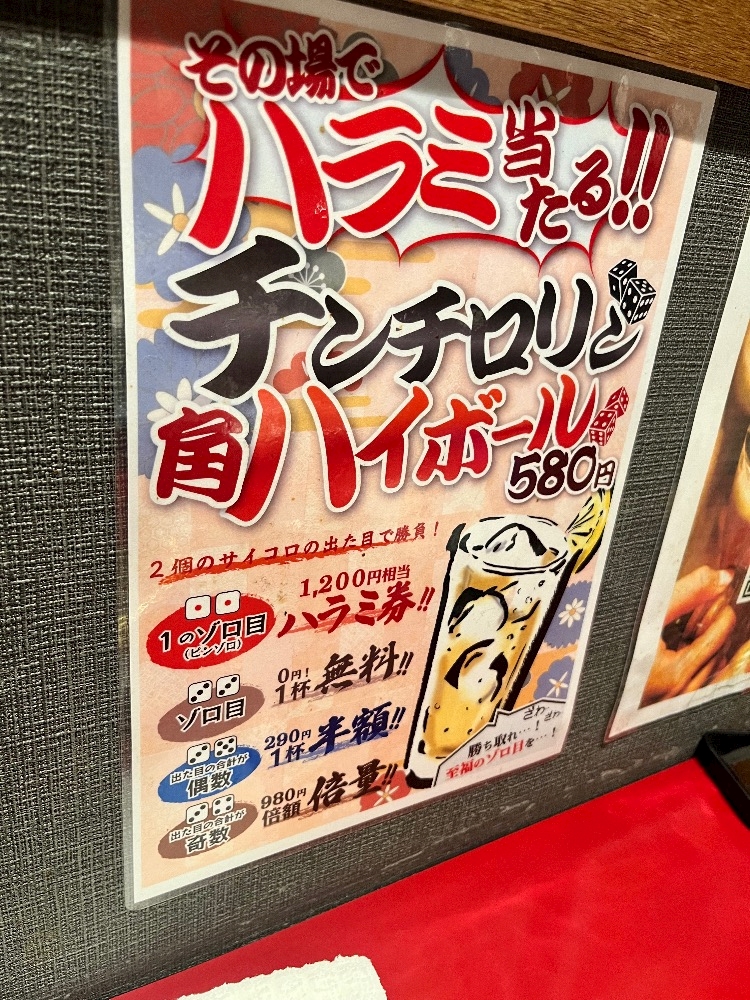 その場で
ハラミ当たる!!
チンチロリン
角ハイボール
580円
2個のサイコロの出た目で勝負!
1のゾロ目
(ピンゾロ)
1,200円相当
ハラミ券!!
ゾロ目
0円!
1杯無料!!
出た目の合計が
偶数
290円
1杯半額!!
出た目の合計が
奇数
980円
倍額倍量!!
ざわ…
ざわ
勝ち取れ…!
至福のゾロ目を…!